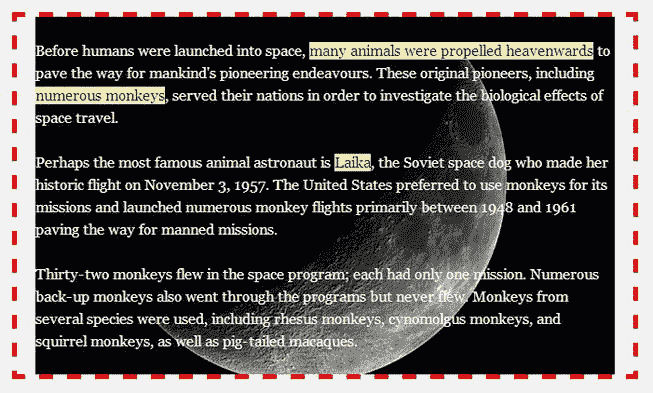 Before humans were launched into space, many animals were propelled heavenwards to
pave the way for mankind's pioneering endeavours. These original pioneers, including
numerous monkeys, served their nations in order to investigate the biological effects of
space travel.
Perhaps the most famous animal astronaut is Laika, the Soviet space dog who made her
historic flight on November 3, 1957. The United States preferred to use monkeys for its
missions and launched numerous monkey flights primarily between 1948 and 1961
paving the way for manned missions.
Thirty-two monkeys flew in the space program; each had only one mission. Numerous
back-up monkeys also went through the programs but never flew. Monkeys from
several species were used, including rhesus monkeys, cynomolgus monkeys, and
squirrel monkeys, as well as pig-tailed macaques.